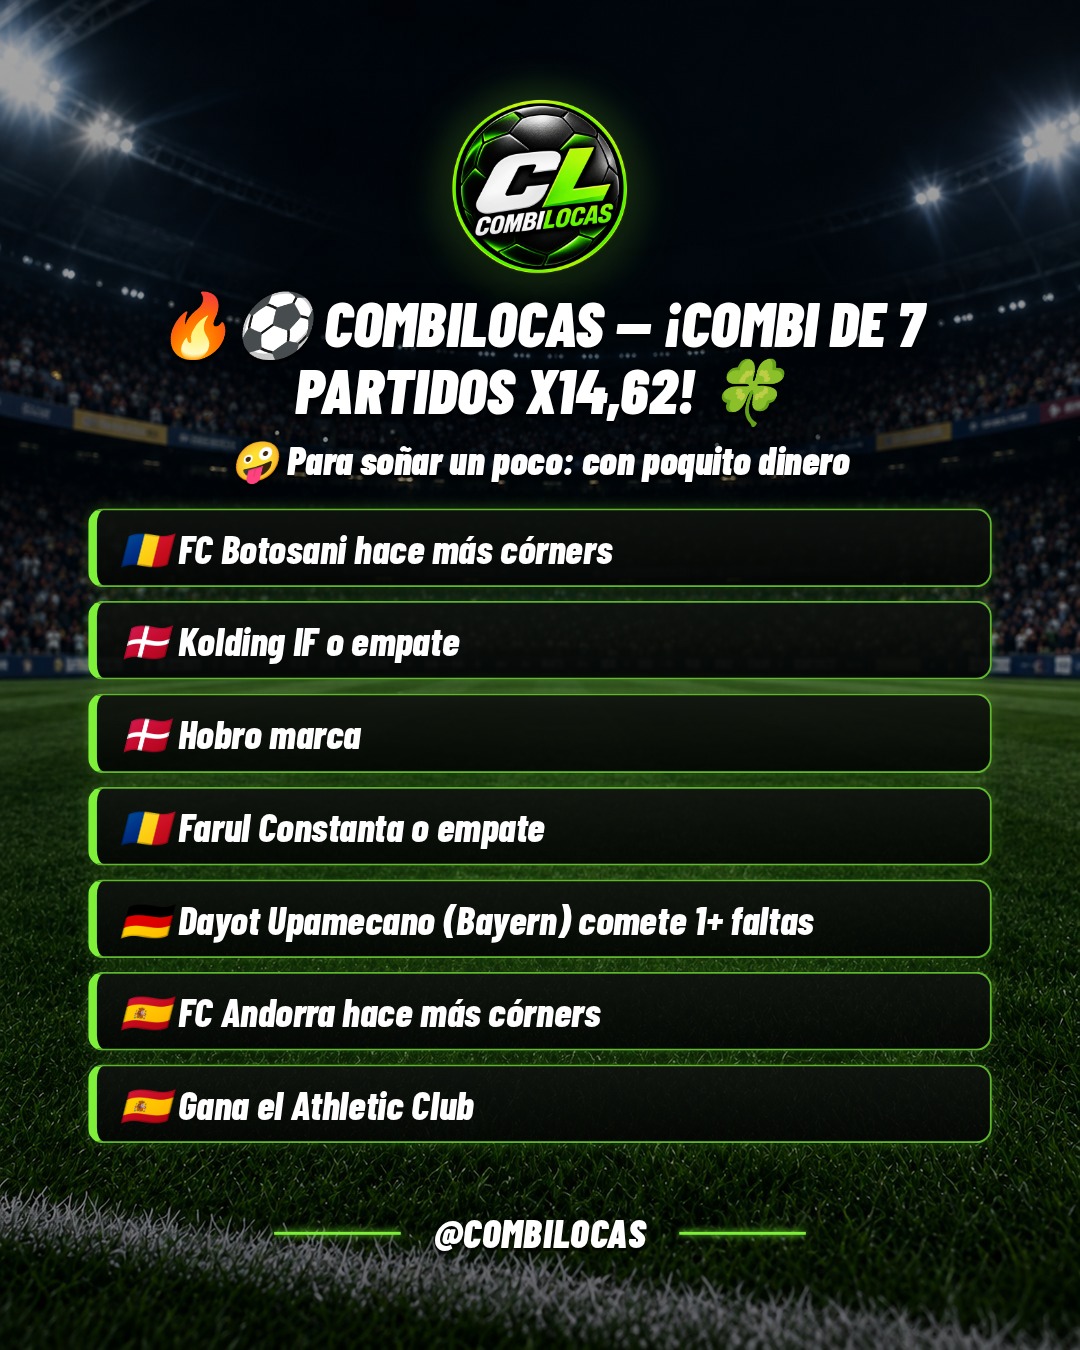 CL
COMBILOCAS
🔥⚽ COMBILOCAS – ¡COMBI DE 7
PARTIDOS X14,62! 🍀
🤪 Para soñar un poco: con poquito dinero
🇷🇴 FC Botosani hace más córners
🇩🇰 Kolding IF o empate
🇩🇰 Hobro marca
🇷🇴 Farul Constanta o empate
🇩🇪 Dayot Upamecano (Bayern) comete 1+ faltas
🇪🇸 FC Andorra hace más córners
🇪🇸 Gana el Athletic Club
@COMBILOCAS